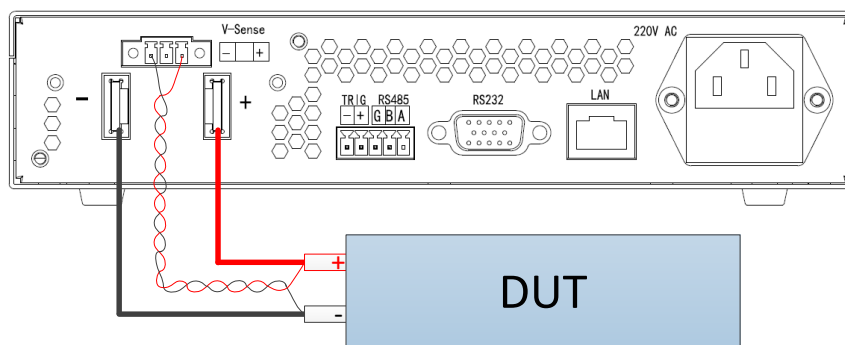 V-Sense
- +
220V AC
- +
TRIG RS485
- + G B A
RS232
LAN
+
-
DUT